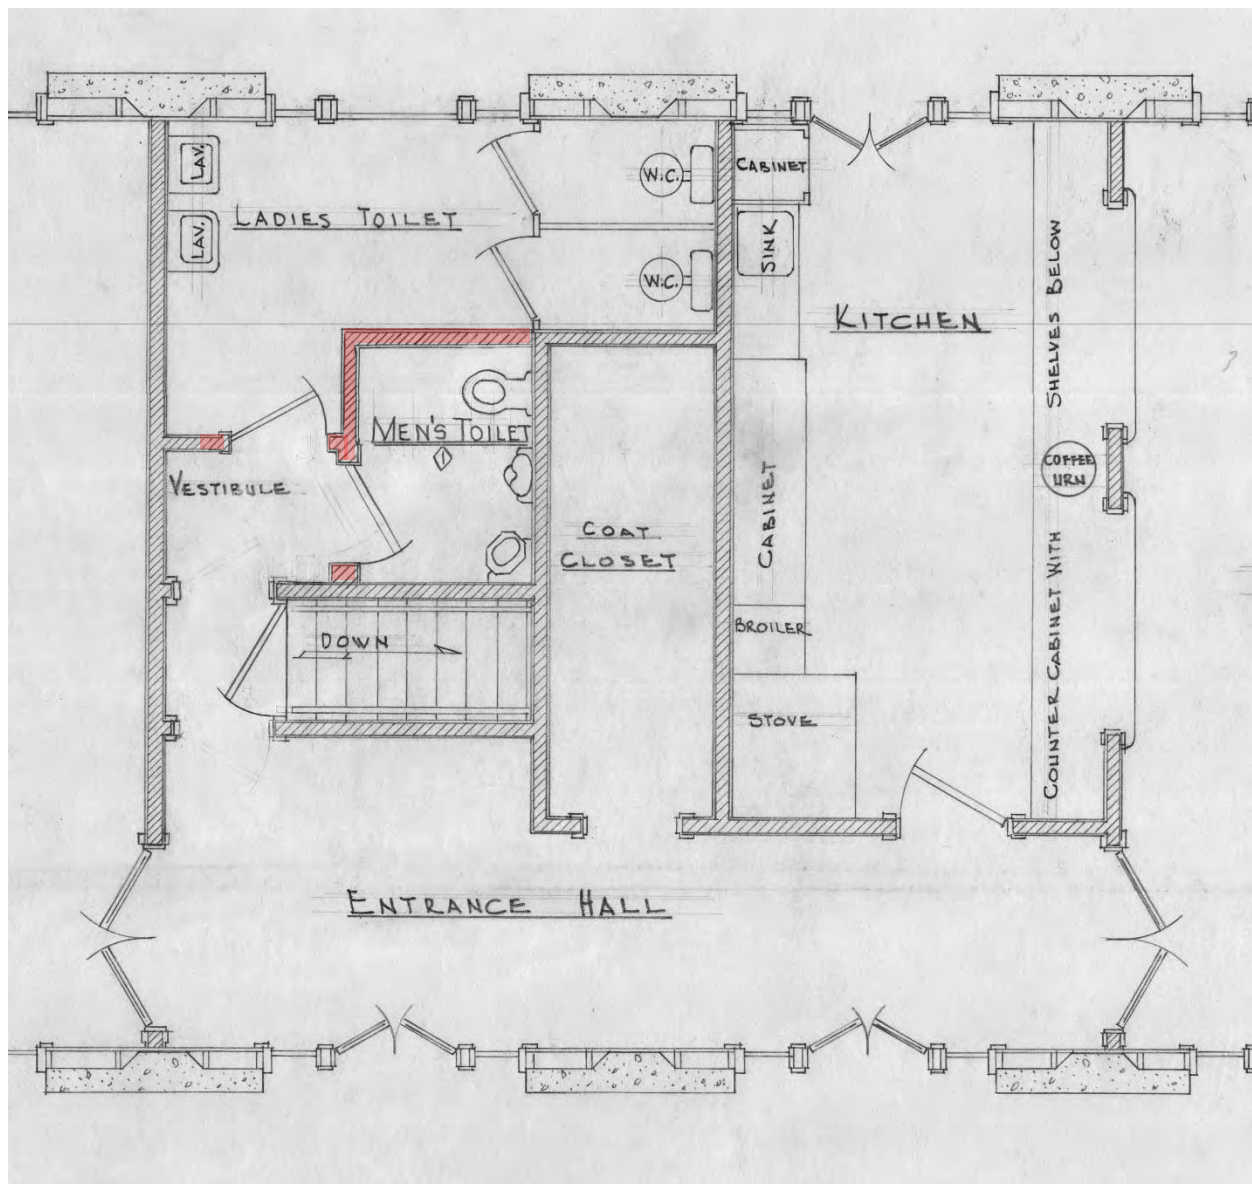 LAV.
LAV.
LADIES TOILET
W.C.
W.C.
CABINET
SINK
KITCHEN
MEN'S TOILET
VESTIBULE
COAT
CLOSET
DOWN
CABINET
BROILER
STOVE
COUNTER CABINET WITH SHELVES BELOW
COFFEE
URN
ENTRANCE HALL